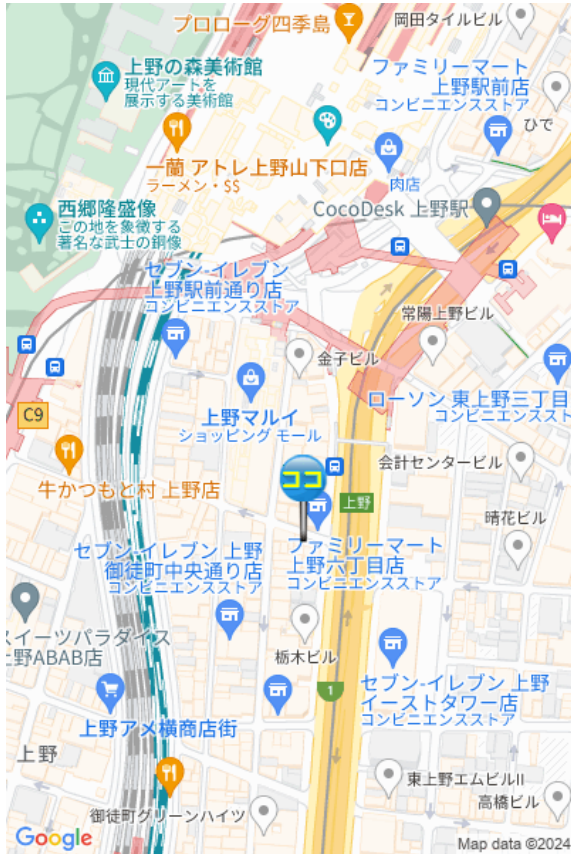 プロローグ四季島
岡田タイルビル
上野の森美術館
現代アートを
展示する美術館
ファミリーマート
上野駅前店
コンビニエンスストア
ひで
一蘭 アトレ上野山下口店
ラーメン・$$
肉店
西郷隆盛像
この地を象徴する
著名な武士の銅像
CocoDesk 上野駅
セブン-イレブン
上野駅前通り店
コンビニエンスストア
常陽上野ビル
金子ビル
上野マルイ
ショッピング モール
ローソン 東上野三丁目
コンビニエンススト
C9
牛かつもと村 上野店
会計センタービル
ココ
上野
晴花ビル
セブン-イレブン 上野
御徒町中央通り店
コンビニエンスストア
ファミリーマート
上野六丁目店
コンビニエンスストア
スイーツパラダイス
上野ABAB店
栃木ビル
セブン-イレブン 上野
イーストタワー店
コンビニエンスストア
1
上野アメ横商店街
上野
東上野エムビルII
高橋ビル
御徒町グリーンハイツ
Google
Map data ©2024